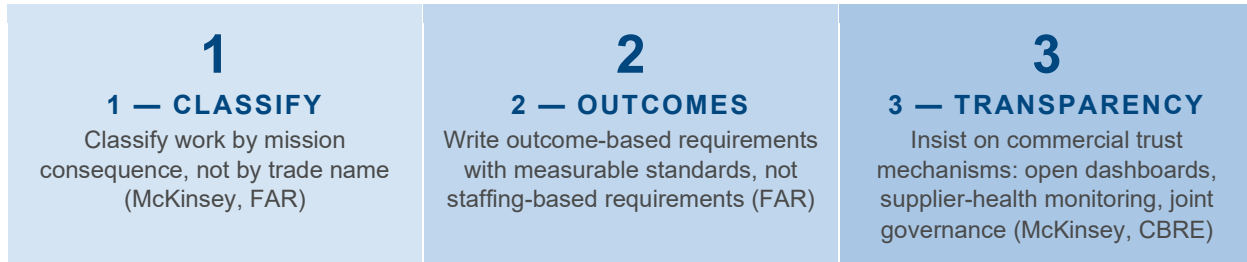 1
1 — CLASSIFY
Classify work by mission
consequence, not by trade name
(McKinsey, FAR)
2
2 — OUTCOMES
Write outcome-based requirements
with measurable standards, not
staffing-based requirements (FAR)
3
3 — TRANSPARENCY
Insist on commercial trust
mechanisms: open dashboards,
supplier-health monitoring, joint
governance (McKinsey, CBRE)